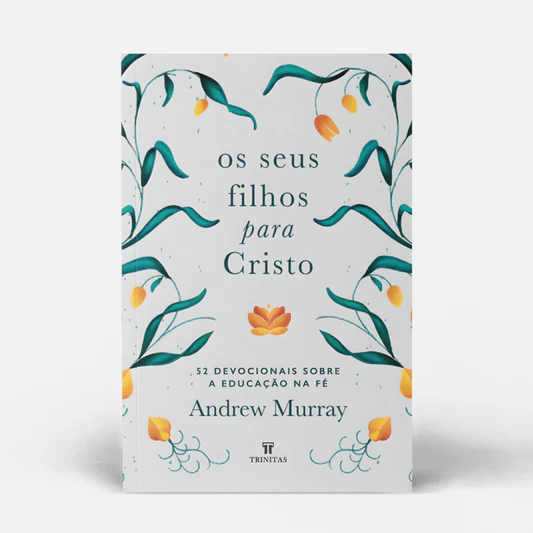 os seus
filhos
para
Cristo
52 DEVOCIONAIS SOBRE
A EDUCAÇÃO NA FÉ
Andrew Murray
TRINITAS